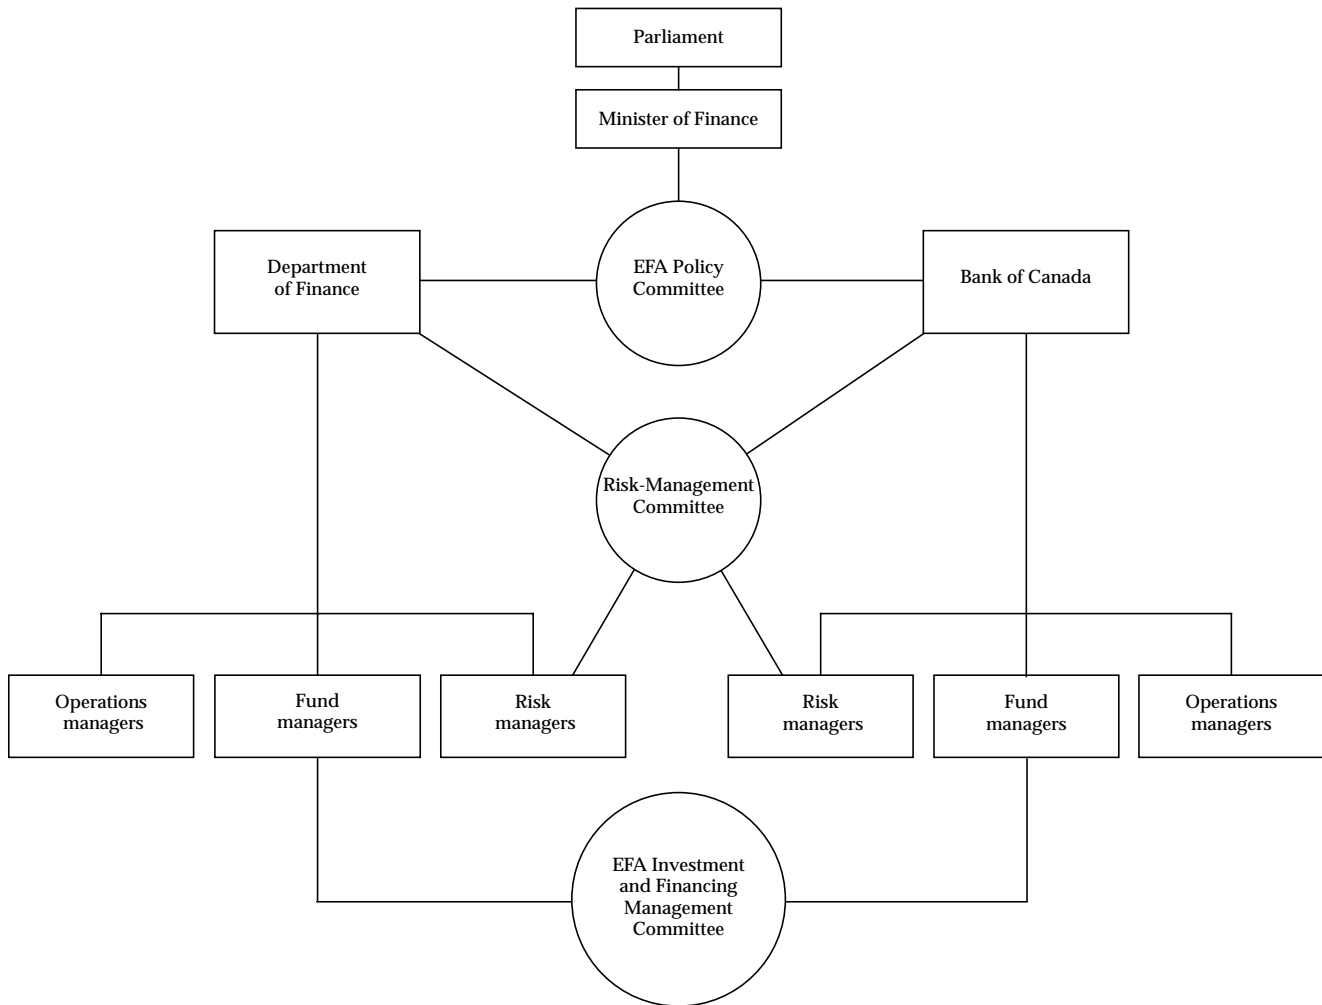 Parliament
Minister of Finance
Department
of Finance
EFA Policy
Committee
Bank of Canada
Risk-Management
Committee
Operations
managers
Fund
managers
Risk
managers
Risk
managers
Fund
managers
Operations
managers
EFA Investment
and Financing
Management
Committee